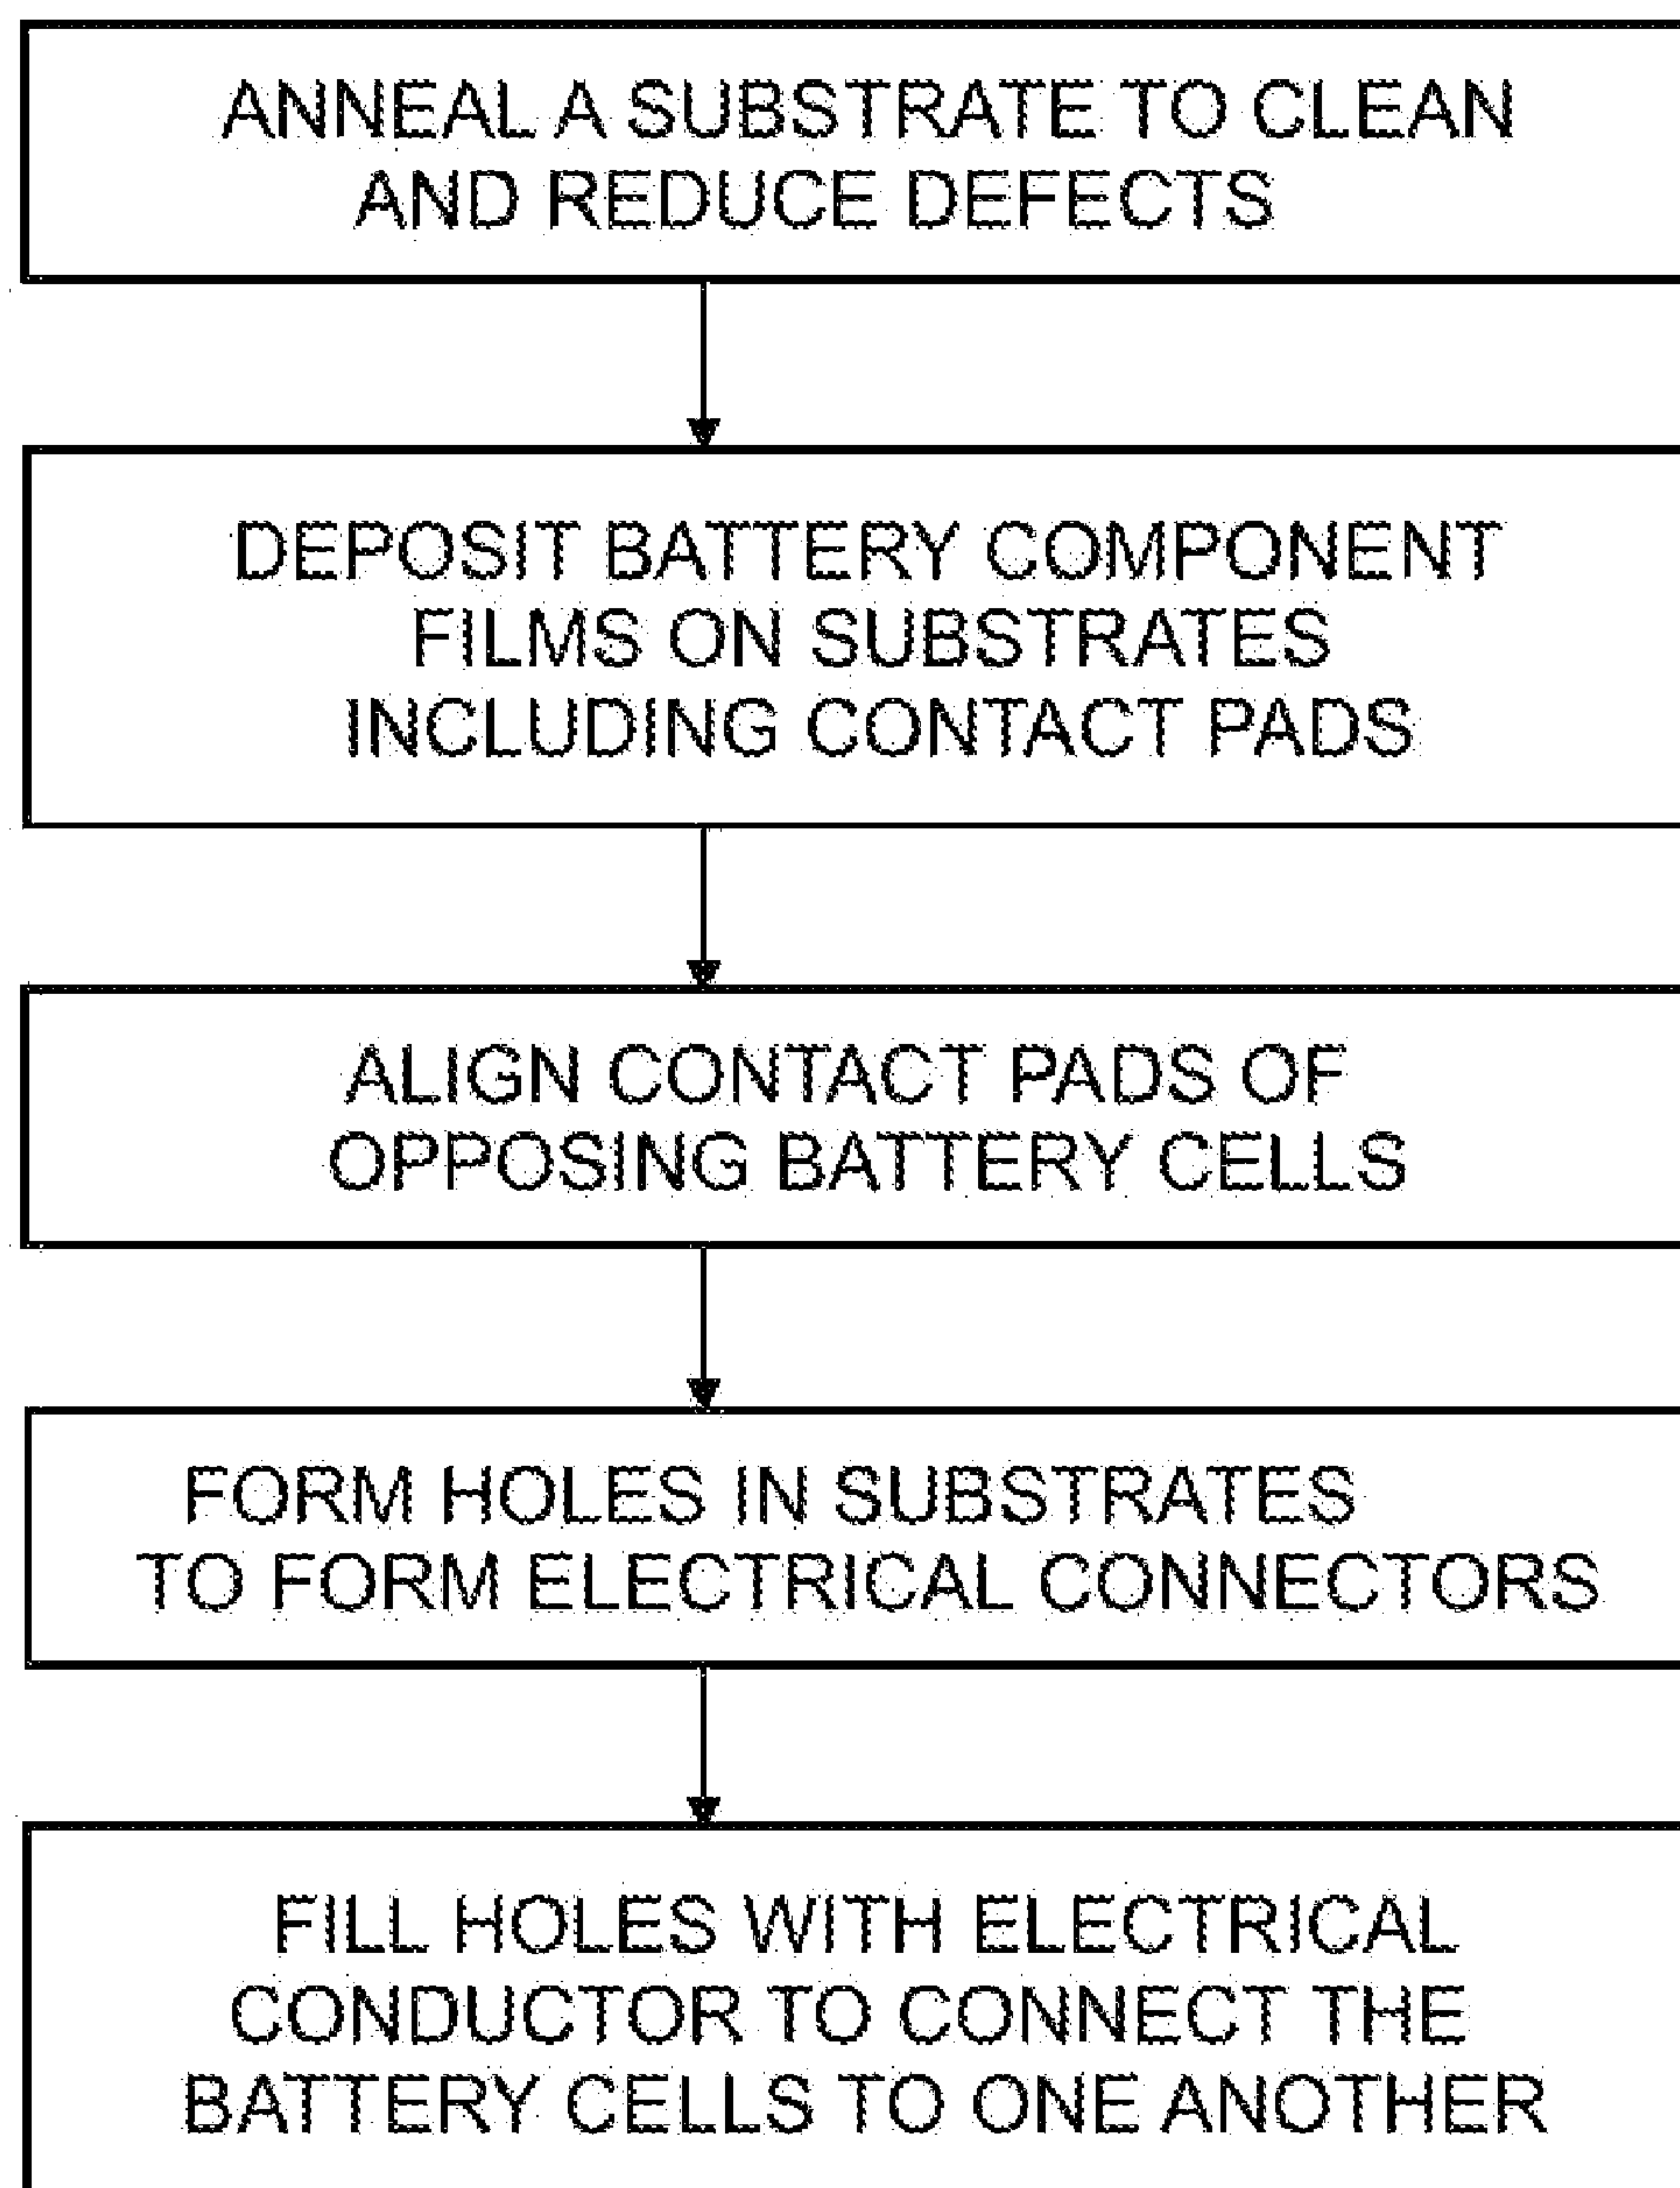 ANNEAL A SUBSTRATE TO CLEAN
AND REDUCE DEFECTS
DEPOSIT BATTERY COMPONENT
FILMS ON SUBSTRATES
INCLUDING CONTACT PADS
ALIGN CONTACT PADS OF
OPPOSING BATTERY CELLS
FORM HOLES IN SUBSTRATES
TO FORM ELECTRICAL CONNECTORS
FILL HOLES WITH ELECTRICAL
CONDUCTOR TO CONNECT THE
BATTERY CELLS TO ONE ANOTHER